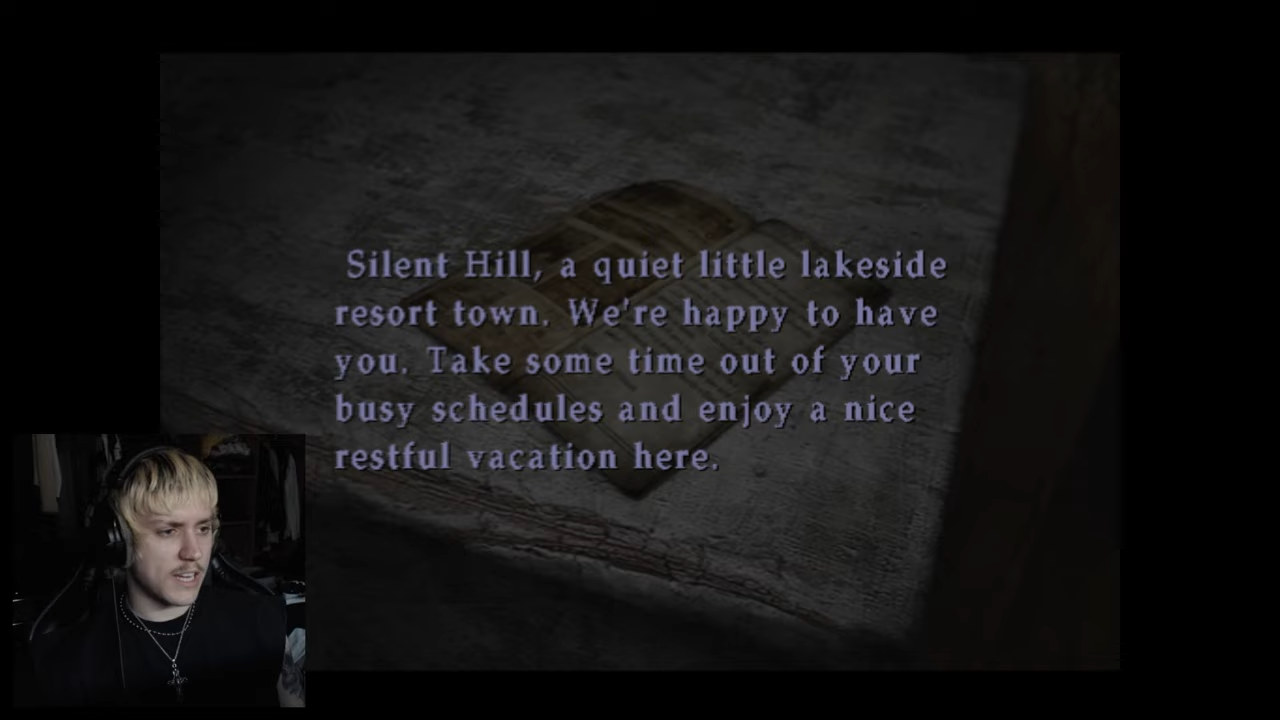 Silent Hill, a quiet little lakeside
resort town. We're happy to have
you. Take some time out of your
busy schedules and enjoy a nice
restful vacation here.